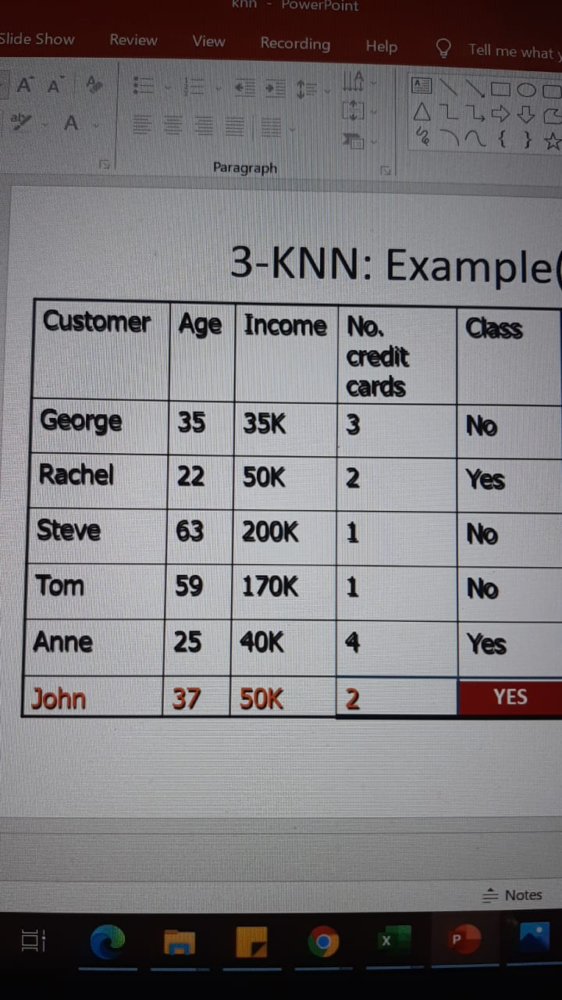 knn - PowerPoint
Slide Show Review View Recording Help Tell me what
Paragraph
3-KNN: Example(
Customer Age Income No. credit cards Class
George 35 35K 3 No
Rachel 22 50K 2 Yes
Steve 63 200K 1 No
Tom 59 170K 1 No
Anne 25 40K 4 Yes
John 37 50K 2 YES
Notes